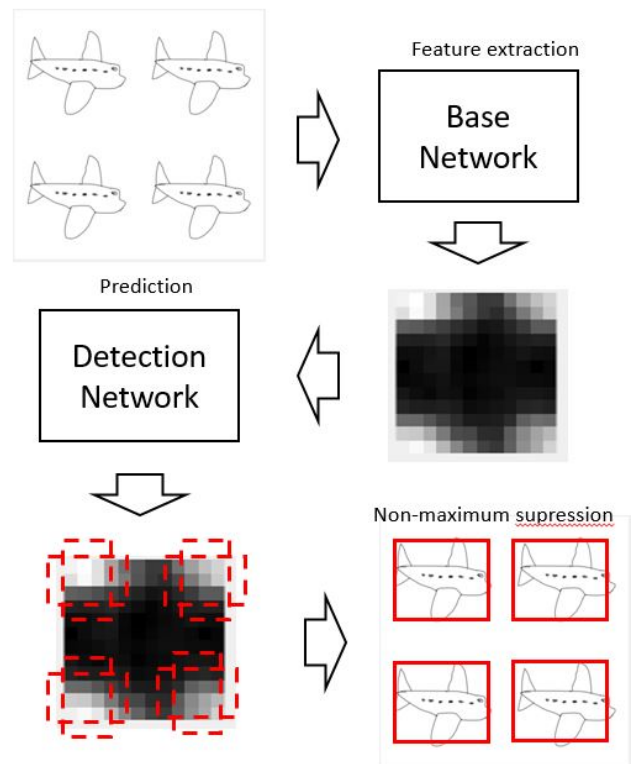 Feature extraction
Base
Network
Prediction
Detection
Network
Non-maximum supression